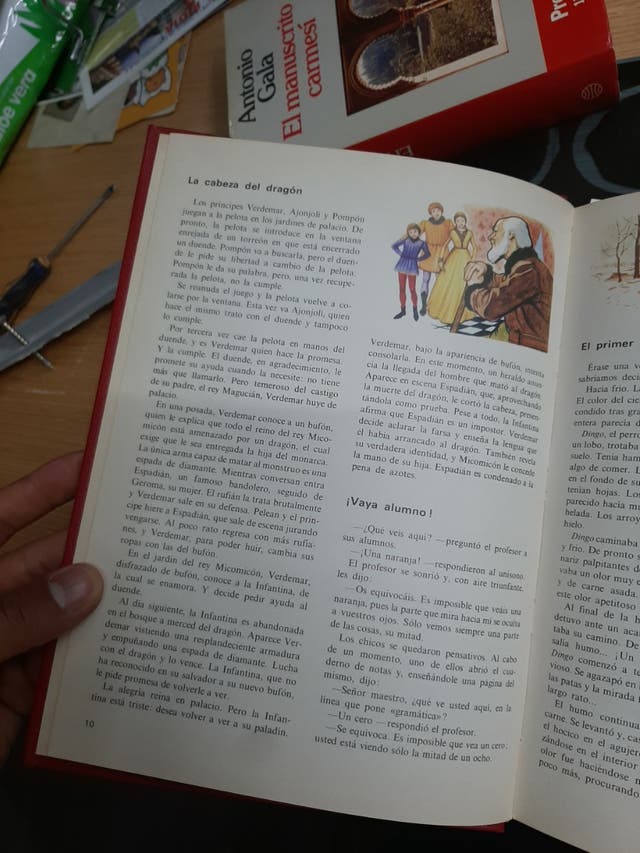 Antonio
Gala
El manuscrito
carmesí
La cabeza del dragón
Los príncipes Verdemar, Ajonjolí y Pompón
juegan a la pelota en los jardines de palacio. De
pronto, la pelota se introduce en la ventana
enrejada de un torreón en que está encerrado
un duende. Pompón va a buscarla, pero el duen-
de le pide su libertad a cambio de la pelota.
Pompón le da su palabra, pero una vez recupe-
rada la pelota, no la cumple.
Se reanuda el juego y la pelota vuelve a co-
larse por la ventana. Esta vez va Ajonjolí, quien
hace el mismo trato con el duende y tampoco
lo cumple.
Por tercera vez cae la pelota en manos del
duende, y es Verdemar quien hace la promesa.
Y la cumple. El duende, en agradecimiento, le
promete su ayuda cuando la necesite: no tiene
más que llamarlo. Pero temeroso del castigo
de su padre, el rey Magucián, Verdemar huye de
palacio.
En una posada, Verdemar conoce a un bufón,
quien le explica que todo el reino del rey Mico-
micón está amenazado por un dragón, el cual
exige que le sea entregada la hija del monarca.
La única arma capaz de matar al monstruo es una
espada de diamante. Mientras conversan entra
Espadián, un famoso bandolero, seguido de
Geroma, su mujer. El rufián la trata brutalmente
y Verdemar sale en su defensa. Pelean y el prín-
cipe hiere a Espadián, que sale de escena jurando
vengarse. Al poco rato regresa con más rufia-
nes, y Verdemar, para poder huir, cambia sus
ropas con las del bufón.
En el jardín del rey Micomicón, Verdemar,
disfrazado de bufón, conoce a la Infantina, de
la cual se enamora. Y decide pedir ayuda al
duende.
Al día siguiente, la Infantina es abandonada
en el bosque a merced del dragón. Aparece Ver-
demar vistiendo una resplandeciente armadura
y empuñando una espada de diamante. Lucha
con el dragón y lo vence. La Infantina, que no
ha reconocido en su salvador a su nuevo bufón,
le pide promesa de volverla a ver.
La alegría reina en palacio. Pero la Infan-
tina está triste: desea volver a ver a su paladín.
10
Verdemar, bajo la apariencia de bufón, intenta
consolarla. En este momento, un heraldo anun-
cia la llegada del hombre que mató al dragón.
Aparece en escena Espadián, que, aprovechando
la muerte del dragón, le cortó la cabeza, presen-
tándola como prueba. Pese a todo, la Infantina
afirma que Espadián es un impostor. Verdemar
decide aclarar la farsa y enseña la lengua que
él había arrancado al dragón. También revela
su verdadera identidad, y Micomicón le concede
la mano de su hija. Espadián es condenado a la
pena de azotes.
¡Vaya alumno!
—¿Qué veis aquí? —preguntó el profesor a
sus alumnos.
—¡Una naranja! —respondieron al unísono.
El profesor se sonrió y, con aire triunfante,
les dijo:
—Os equivocáis. Es imposible que veáis una
naranja, pues la parte que mira hacia mí se oculta
a vuestros ojos. Sólo vemos siempre una parte
de las cosas, su mitad.
Los chicos se quedaron pensativos. Al cabo
de un momento, uno de ellos abrió el cua-
derno de notas y, enseñándole una página del
mismo, dijo:
—Señor maestro, ¿qué ve usted aquí, en la
línea que pone «gramática»?
—Un cero —respondió el profesor.
—Se equivoca. Es imposible que vea un cero;
usted está viendo sólo la mitad de un ocho.
El primer
Érase una v
sabríamos deci
Hacía frío. L
El color del cie
condido tras gra
entera parecía d
Dingo, el perro
un lobo, trotaba
suelo. Tenía ham
algo de comer. I
en el fondo de su
tenían hojas. Los
parecido hacía mu
helada. Los arroyo
hielo.
Dingo caminaba
y frío. De pronto s
nariz palpitantes d
vaba un olor muy e
y de carne asada.
este olor apetitoso
Al final de la h
detuvo ante un aca
taba su camino. De
salía humo... ¡Un
Dingo comenzó a te
vioso. Se agazapó en
las patas y la mirada f
largo rato...
El humo continua
carne. Se levantó y, cas
el hocico en el agujer
zándose en el interior
olor fue haciéndose m
poco más, procurando